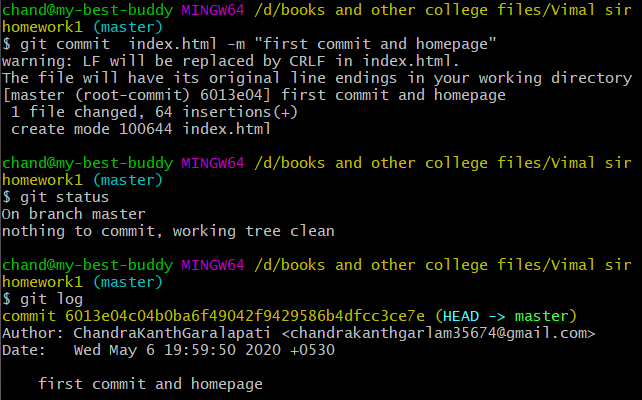 chand@my-best-buddy MINGW64 /d/books and other college files/Vimal sir
homework1 (master)
$ git commit  index.html -m "first commit and homepage"
warning: LF will be replaced by CRLF in index.html.
The file will have its original line endings in your working directory
[master (root-commit) 6013e04] first commit and homepage
 1 file changed, 64 insertions(+)
 create mode 100644 index.html

chand@my-best-buddy MINGW64 /d/books and other college files/Vimal sir
homework1 (master)
$ git status
On branch master
nothing to commit, working tree clean

chand@my-best-buddy MINGW64 /d/books and other college files/Vimal sir
homework1 (master)
$ git log
commit 6013e04c04b0ba6f49042f9429586b4dfcc3ce7e (HEAD -> master)
Author: ChandraKanthGaralapati <chandrakanthgarlam35674@gmail.com>
Date:   Wed May 6 19:59:50 2020 +0530

    first commit and homepage